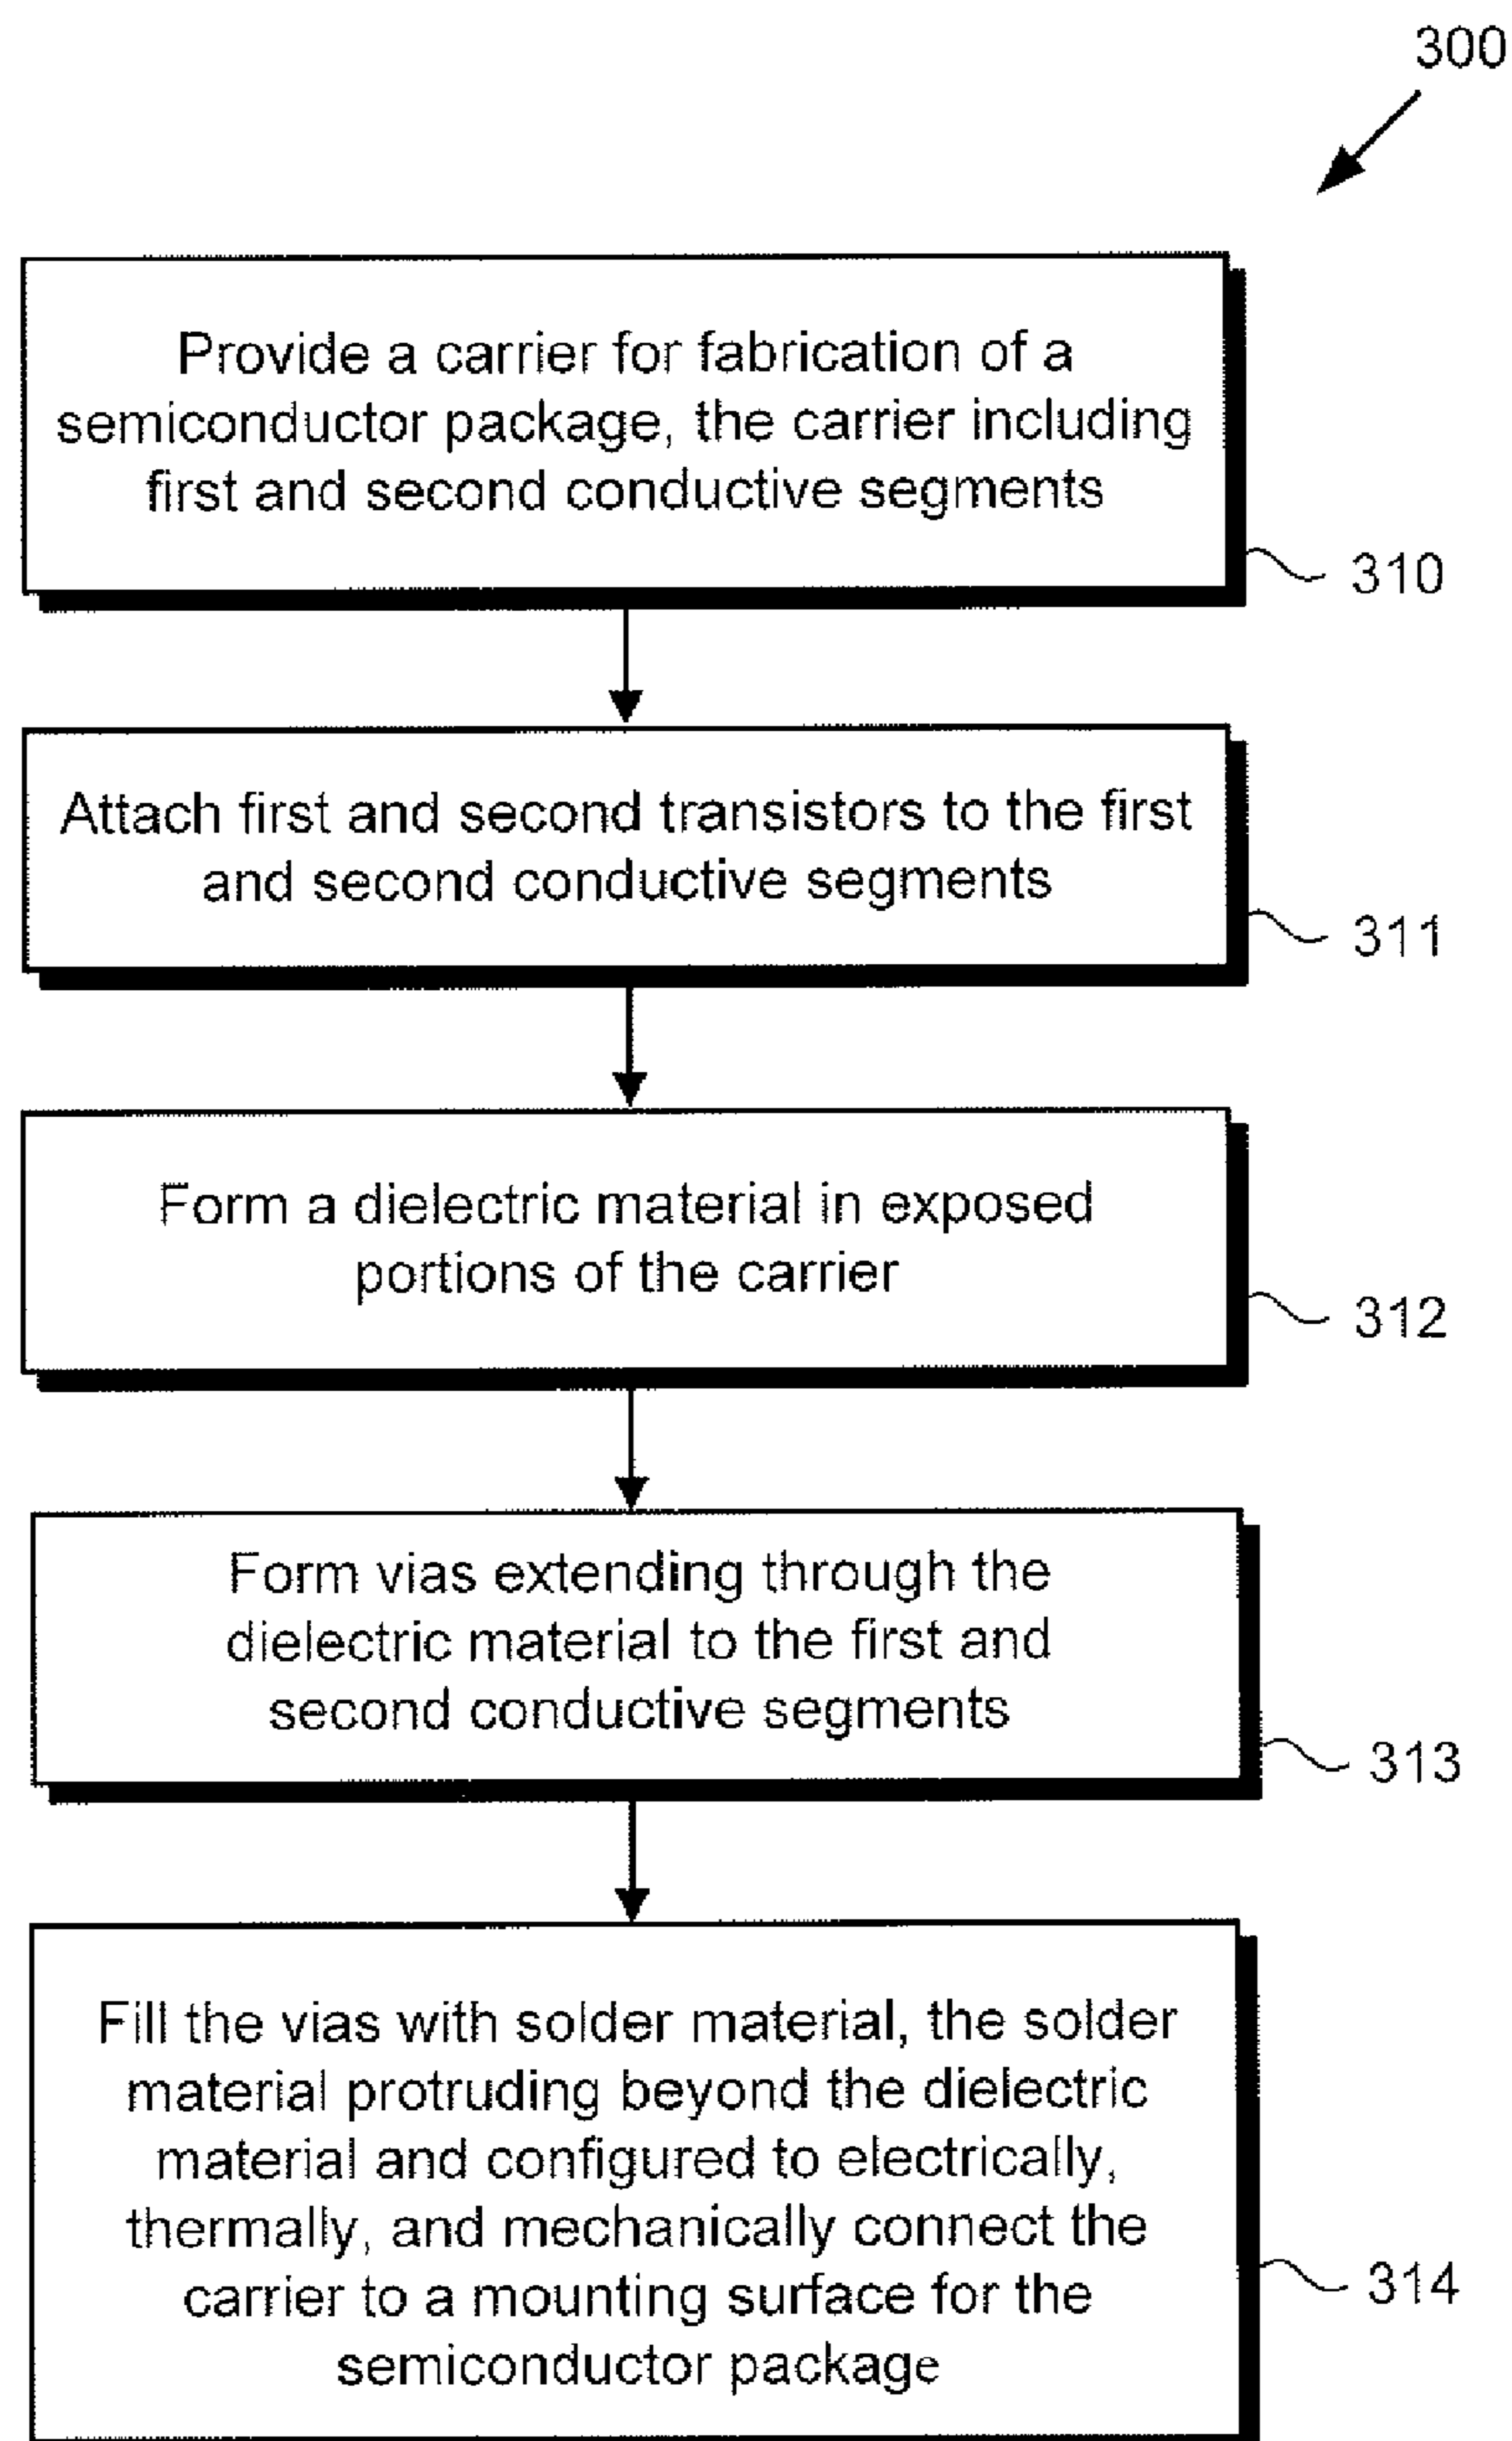 300
Provide a carrier for fabrication of a
semiconductor package, the carrier including
first and second conductive segments
310
Attach first and second transistors to the first
and second conductive segments
311
Form a dielectric material in exposed
portions of the carrier
312
Form vias extending through the
dielectric material to the first and
second conductive segments
313
Fill the vias with solder material, the solder
material protruding beyond the dielectric
material and configured to electrically,
thermally, and mechanically connect the
carrier to a mounting surface for the
semiconductor package
314